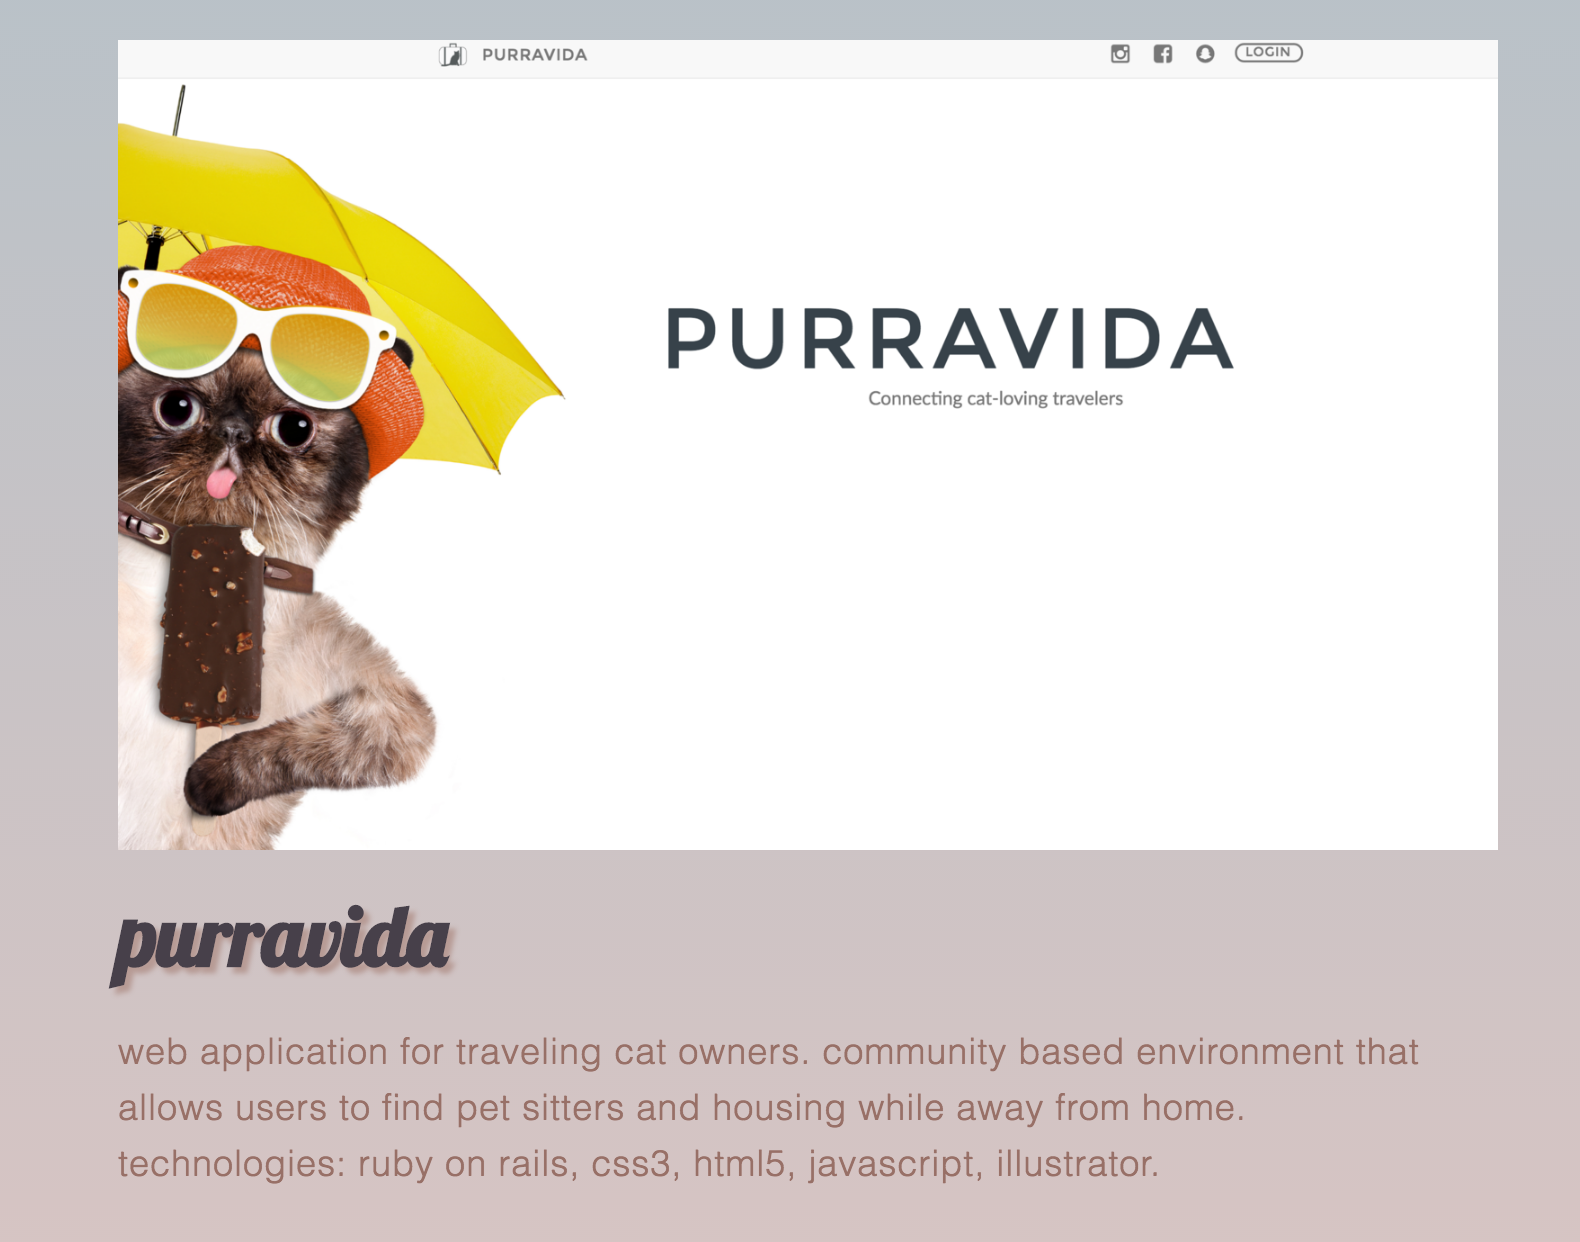 PURRAVIDA
LOGIN
PURRAVIDA
Connecting cat-loving travelers
purravida
web application for traveling cat owners. community based environment that
allows users to find pet sitters and housing while away from home.
technologies: ruby on rails, css3, html5, javascript, illustrator.